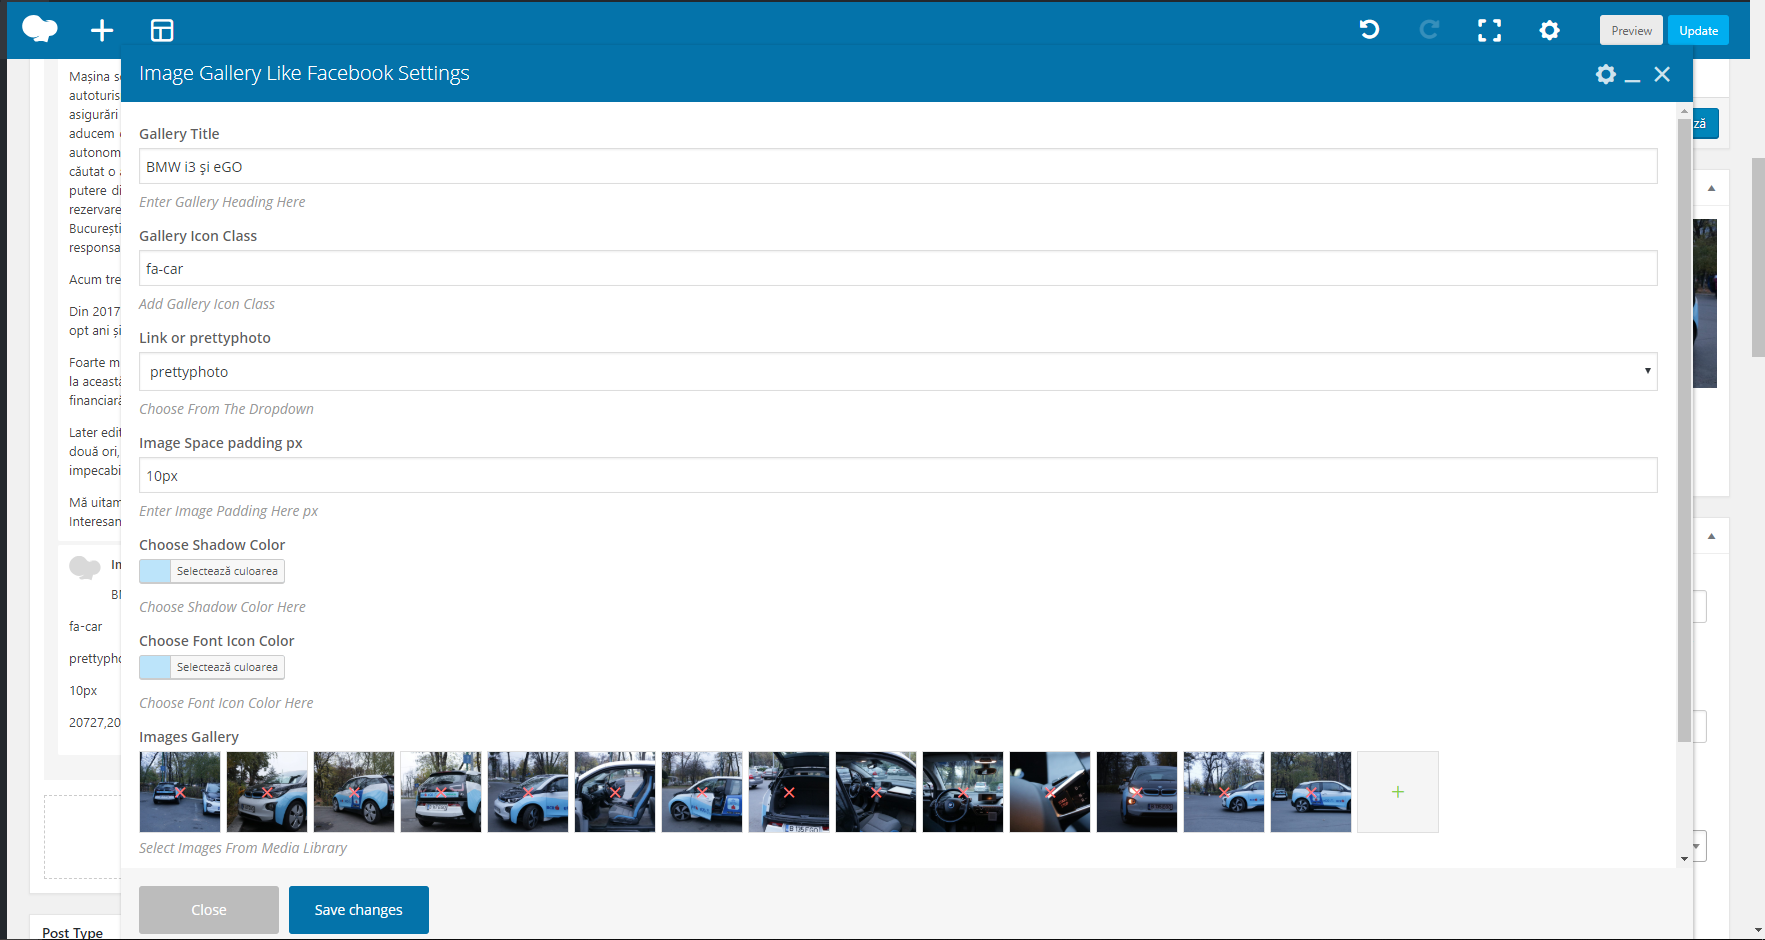 Preview
Update
Image Gallery Like Facebook Settings
Mașina
autoturis
asigurări
aducem
autonom
căutat o
putere di
rezervare
București
responsa
Acum tre
Din 2017
opt ani și
Foarte m
la aceast
financiar
Later edit
două ori,
impecabi
Mă uitam
Interesan
fa-car
prettypho
10px
20727,20
Post Type
Gallery Title
BMW i3 și eGO
Enter Gallery Heading Here
Gallery Icon Class
fa-car
Add Gallery Icon Class
Link or prettyphoto
prettyphoto
Choose From The Dropdown
Image Space padding px
10px
Enter Image Padding Here px
Choose Shadow Color
Selectează culoarea
Choose Shadow Color Here
Choose Font Icon Color
Selectează culoarea
Choose Font Icon Color Here
Images Gallery
Select Images From Media Library
Close
Save changes
ză